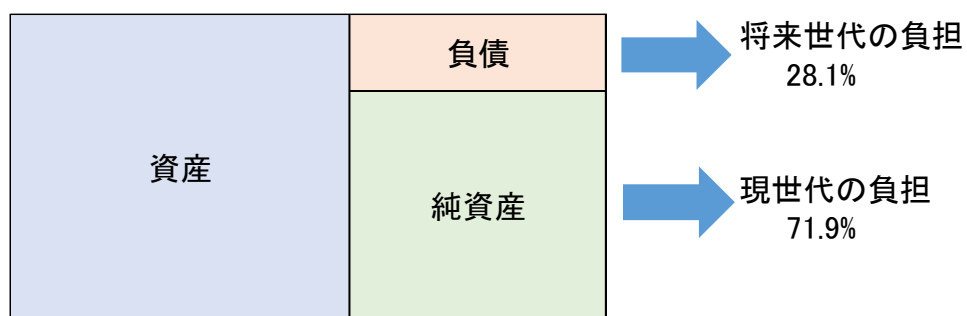 負債
将来世代の負担
28.1%
資産
純資産
現世代の負担
71.9%